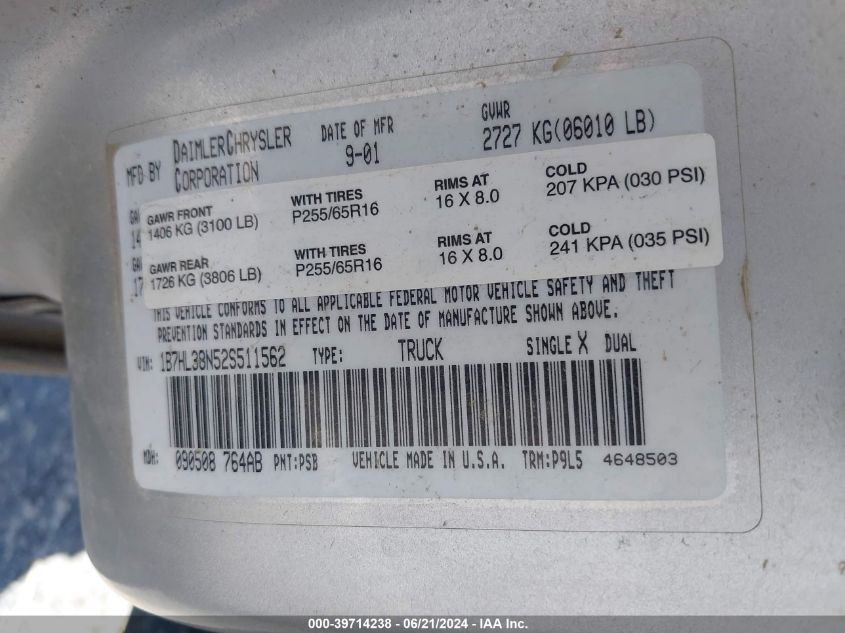 MFD BY DAIMLERCHRYSLER CORPORATION
DATE OF MFR 9-01
GVWR 2727 KG(06010 LB)
GAWR FRONT WITH TIRES RIMS AT COLD
1406 KG (3100 LB) P255/65R16 16 X 8.0 207 KPA (030 PSI)
GAWR REAR WITH TIRES RIMS AT COLD
1726 KG (3806 LB) P255/65R16 16 X 8.0 241 KPA (035 PSI)
THIS VEHICLE CONFORMS TO ALL APPLICABLE FEDERAL MOTOR VEHICLE SAFETY AND THEFT
PREVENTION STANDARDS IN EFFECT ON THE DATE OF MANUFACTURE SHOWN ABOVE.
VIN: 1B7HL38N52S511562 TYPE: TRUCK SINGLE X DUAL
MDH: 090508 764AB PNT:PSB VEHICLE MADE IN U.S.A. TRM:P9L5 4648503
000-39714238 - 06/21/2024 - IAA Inc.